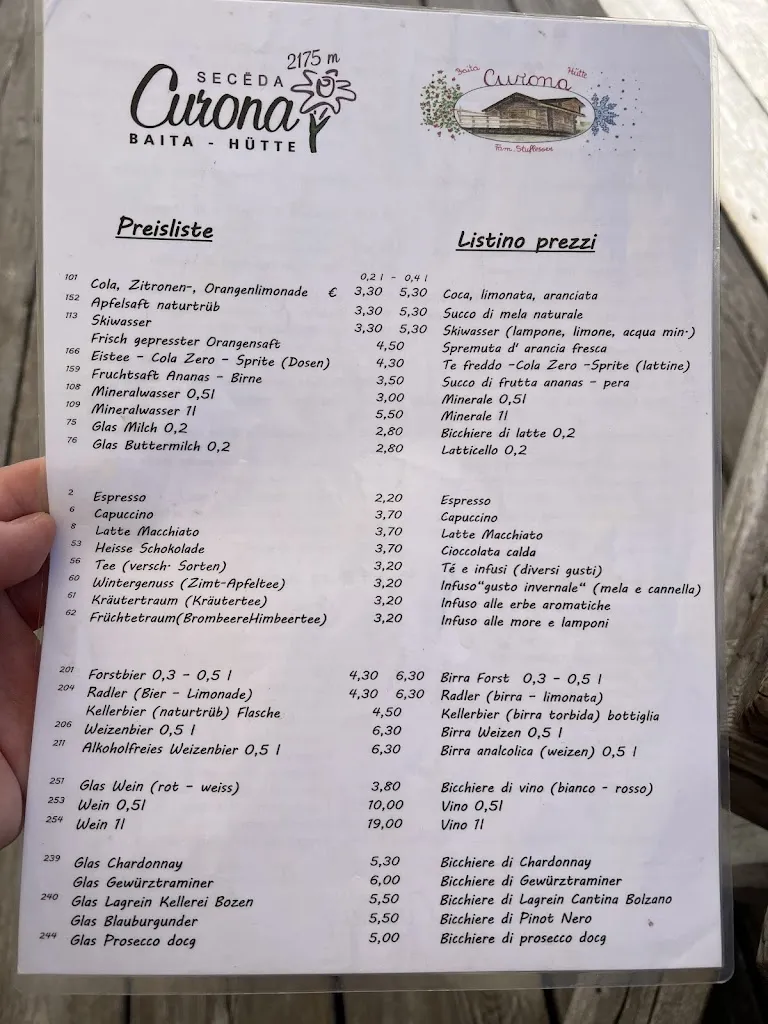 2175 m
SECËDA
Curona
BAITA - HÜTTE
Baita Hütte
Curona
Fam. Stuflesser
Preisliste Listino prezzi
0,2 l - 0,4 l
101 Cola, Zitronen-, Orangenlimonade € 3,30 5,30 Coca, limonata, aranciata
152 Apfelsaft naturtrüb 3,30 5,30 Succo di mela naturale
113 Skiwasser 3,30 5,30 Skiwasser (lampone, limone, acqua min.)
Frisch gepresster Orangensaft 4,50 Spremuta d' arancia fresca
166 Eistee - Cola Zero - Sprite (Dosen) 4,30 Te freddo -Cola Zero -Sprite (lattine)
159 Fruchtsaft Ananas - Birne 3,50 Succo di frutta ananas - pera
108 Mineralwasser 0,5l 3,00 Minerale 0,5l
109 Mineralwasser 1l 5,50 Minerale 1l
75 Glas Milch 0,2 2,80 Bicchiere di latte 0,2
76 Glas Buttermilch 0,2 2,80 Latticello 0,2
2 Espresso 2,20 Espresso
6 Capuccino 3,70 Capuccino
8 Latte Macchiato 3,70 Latte Macchiato
53 Heisse Schokolade 3,70 Cioccolata calda
56 Tee (versch. Sorten) 3,20 Té e infusi (diversi gusti)
60 Wintergenuss (Zimt-Apfeltee) 3,20 Infuso"gusto invernale" (mela e cannella)
61 Kräutertraum (Kräutertee) 3,20 Infuso alle erbe aromatiche
62 Früchtetraum(BrombeereHimbeertee) 3,20 Infuso alle more e lamponi
201 Forstbier 0,3 - 0,5 l 4,30 6,30 Birra Forst 0,3 - 0,5 l
204 Radler (Bier - Limonade) 4,30 6,30 Radler (birra - limonata)
Kellerbier (naturtrüb) Flasche 4,50 Kellerbier (birra torbida) bottiglia
206 Weizenbier 0,5 l 6,30 Birra Weizen 0,5 l
211 Alkoholfreies Weizenbier 0,5 l 6,30 Birra analcolica (weizen) 0,5 l
251 Glas Wein (rot - weiss) 3,80 Bicchiere di vino (bianco - rosso)
253 Wein 0,5l 10,00 Vino 0,5l
254 Wein 1l 19,00 Vino 1l
239 Glas Chardonnay 5,30 Bicchiere di Chardonnay
Glas Gewürztraminer 6,00 Bicchiere di Gewürztraminer
240 Glas Lagrein Kellerei Bozen 5,50 Bicchiere di Lagrein Cantina Bolzano
Glas Blauburgunder 5,50 Bicchiere di Pinot Nero
244 Glas Prosecco docg 5,00 Bicchiere di prosecco docg